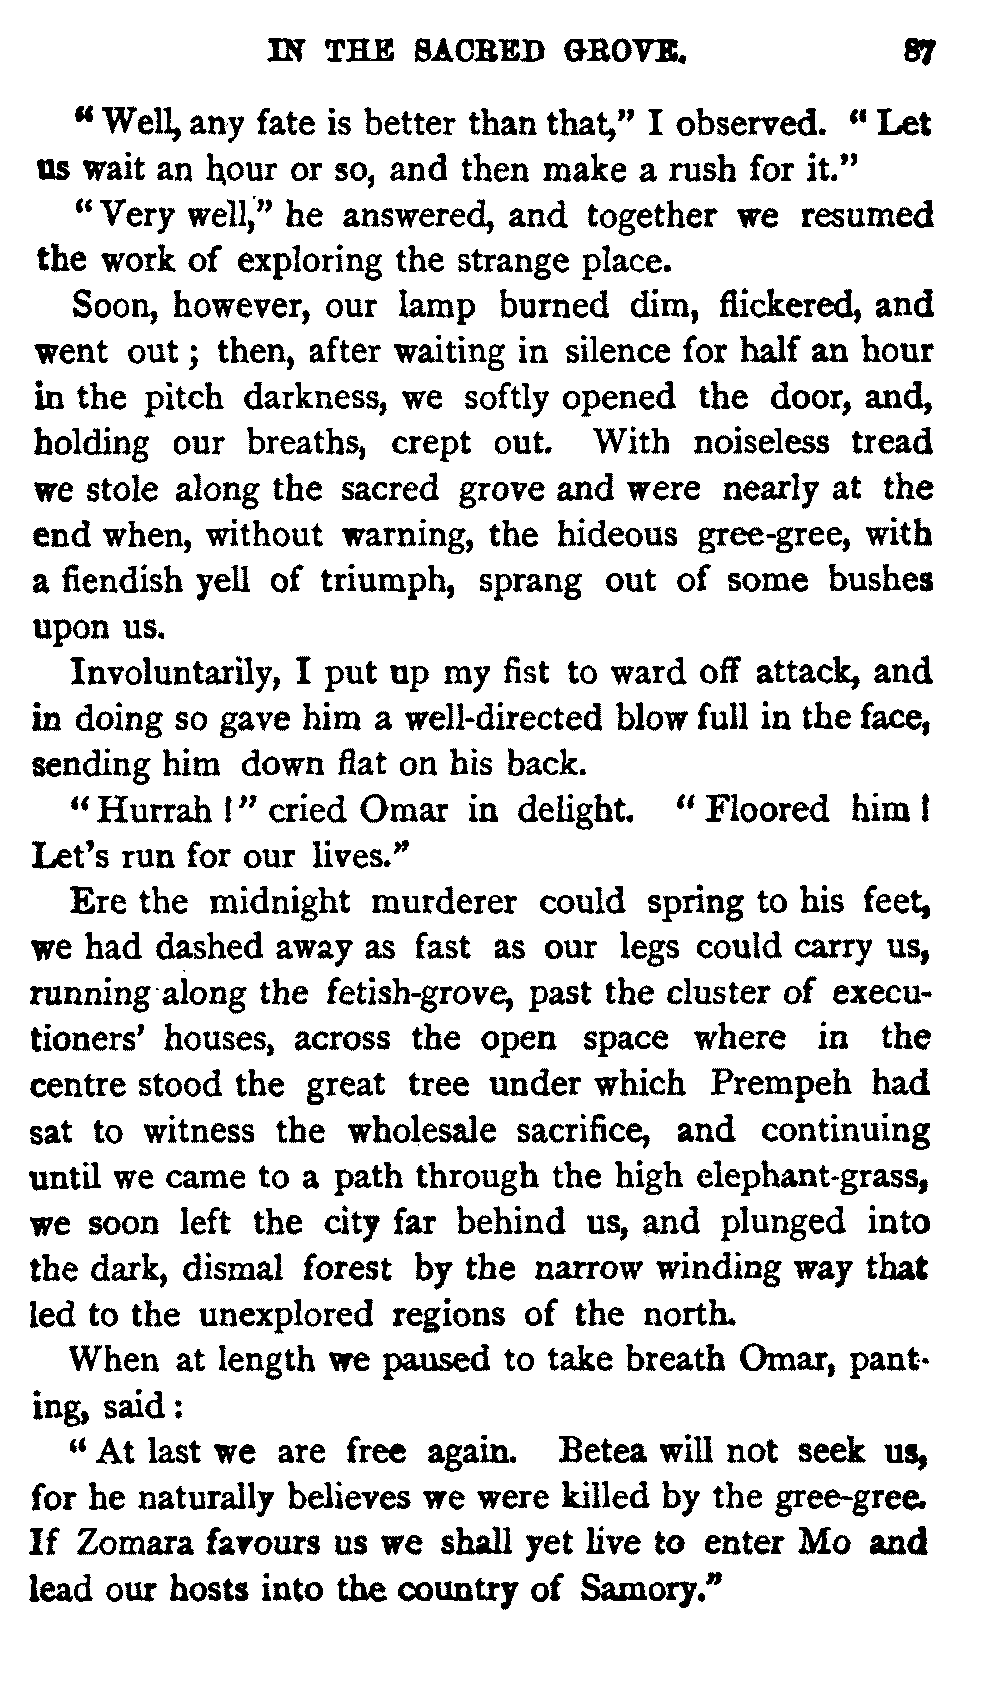 IN THE SACRED GROVE. 87
"Well, any fate is better than that," I observed. "Let
us wait an hour or so, and then make a rush for it."
"Very well," he answered, and together we resumed
the work of exploring the strange place.
Soon, however, our lamp burned dim, flickered, and
went out; then, after waiting in silence for half an hour
in the pitch darkness, we softly opened the door, and,
holding our breaths, crept out. With noiseless tread
we stole along the sacred grove and were nearly at the
end when, without warning, the hideous gree-gree, with
a fiendish yell of triumph, sprang out of some bushes
upon us.
Involuntarily, I put up my fist to ward off attack, and
in doing so gave him a well-directed blow full in the face,
sending him down flat on his back.
"Hurrah!" cried Omar in delight. "Floored him!
Let's run for our lives."
Ere the midnight murderer could spring to his feet,
we had dashed away as fast as our legs could carry us,
running along the fetish-grove, past the cluster of execu-
tioners' houses, across the open space where in the
centre stood the great tree under which Prempeh had
sat to witness the wholesale sacrifice, and continuing
until we came to a path through the high elephant-grass,
we soon left the city far behind us, and plunged into
the dark, dismal forest by the narrow winding way that
led to the unexplored regions of the north.
When at length we paused to take breath Omar, pant-
ing, said:
"At last we are free again. Betea will not seek us,
for he naturally believes we were killed by the gree-gree.
If Zomara favours us we shall yet live to enter Mo and
lead our hosts into the country of Samory."